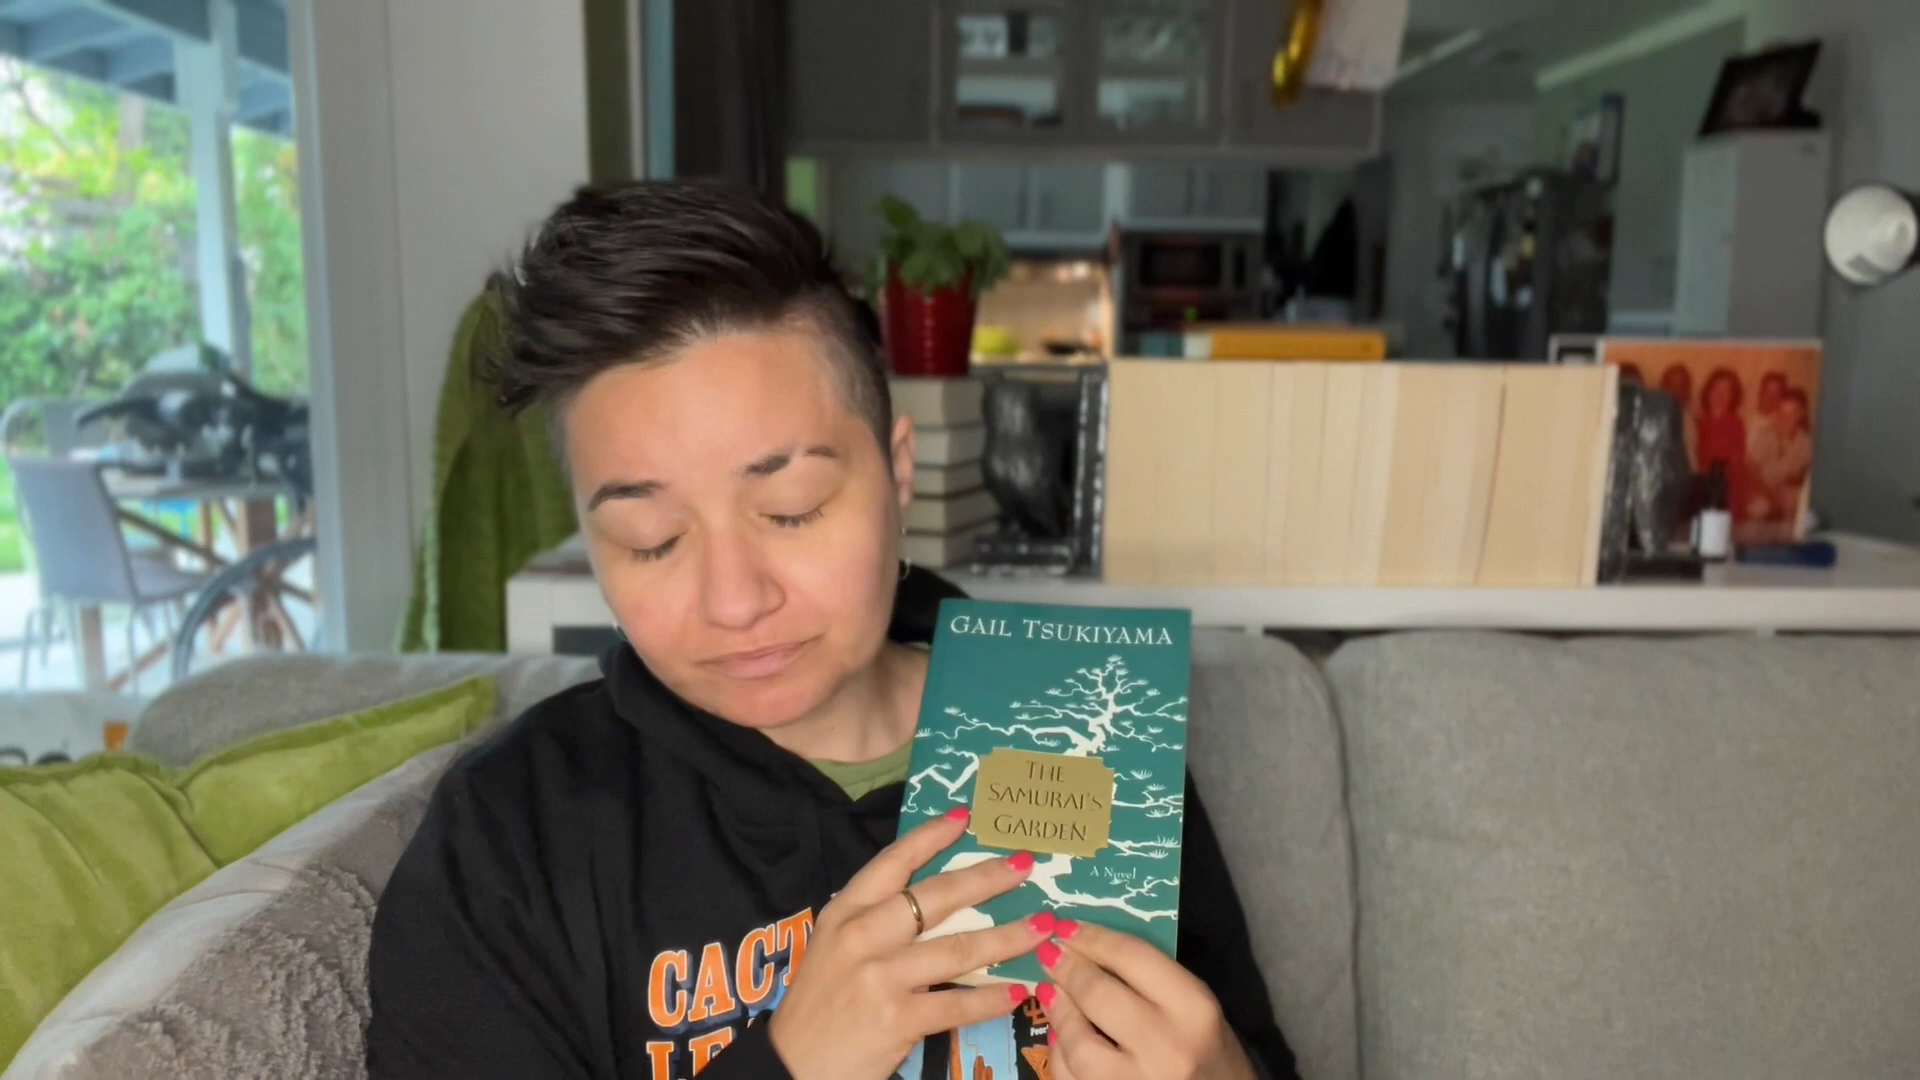 GAIL TSUKIYAMA
THE
SAMURAI'S
GARDEN
A Novel
CACT